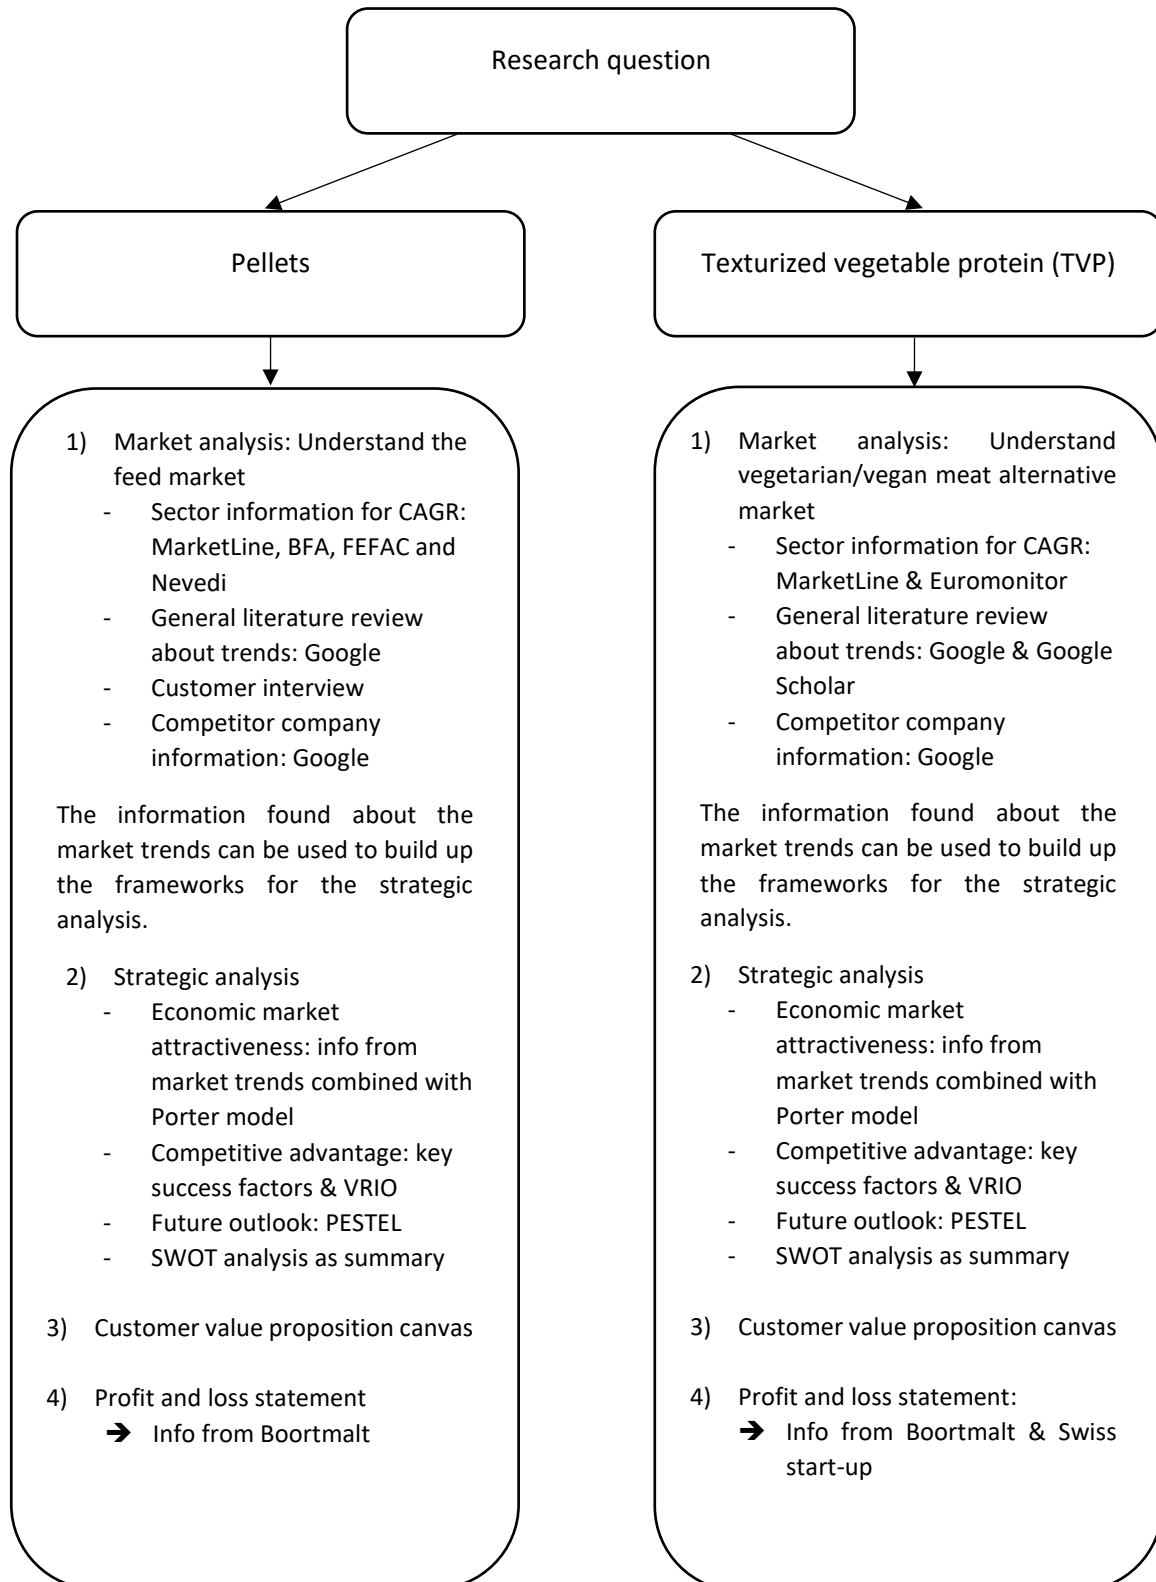 Research question
Pellets
Texturized vegetable protein (TVP)
1) Market analysis: Understand the
feed market
- Sector information for CAGR:
MarketLine, BFA, FEFAC and
Nevedi
- General literature review
about trends: Google
- Customer interview
- Competitor company
information: Google
The information found about the
market trends can be used to build up
the frameworks for the strategic
analysis.
2) Strategic analysis
- Economic market
attractiveness: info from
market trends combined with
Porter model
- Competitive advantage: key
success factors & VRIO
- Future outlook: PESTEL
- SWOT analysis as summary
3) Customer value proposition canvas
4) Profit and loss statement
➔ Info from Boortmalt
1) Market analysis: Understand
vegetarian/vegan meat alternative
market
- Sector information for CAGR:
MarketLine & Euromonitor
- General literature review
about trends: Google & Google
Scholar
- Competitor company
information: Google
The information found about the
market trends can be used to build up
the frameworks for the strategic
analysis.
2) Strategic analysis
- Economic market
attractiveness: info from
market trends combined with
Porter model
- Competitive advantage: key
success factors & VRIO
- Future outlook: PESTEL
- SWOT analysis as summary
3) Customer value proposition canvas
4) Profit and loss statement:
➔ Info from Boortmalt & Swiss
start-up